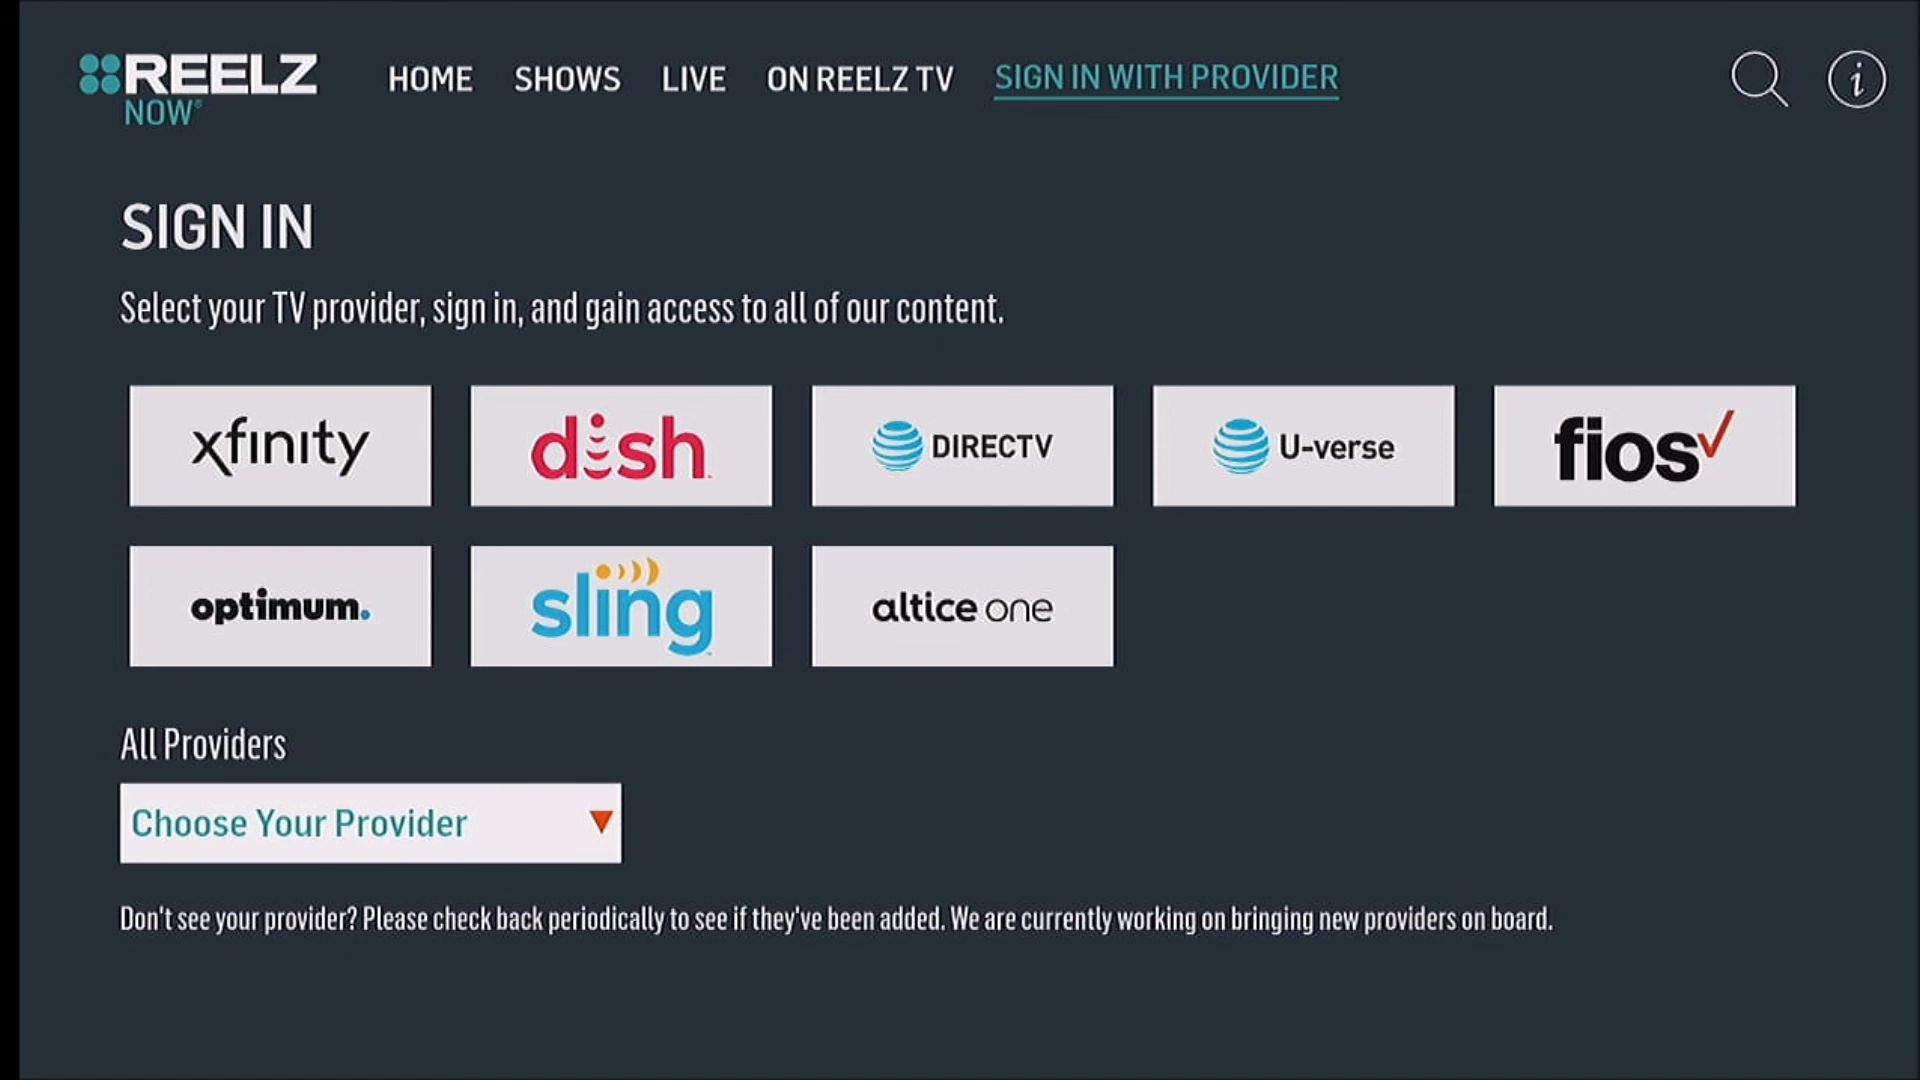 REELZ
NOW®
HOME SHOWS LIVE ON REELZ TV SIGN IN WITH PROVIDER
i
SIGN IN
Select your TV provider, sign in, and gain access to all of our content.
xfinity dish DIRECTV U-verse fios
optimum. sling altice one
All Providers
Choose Your Provider
Don't see your provider? Please check back periodically to see if they've been added. We are currently working on bringing new providers on board.